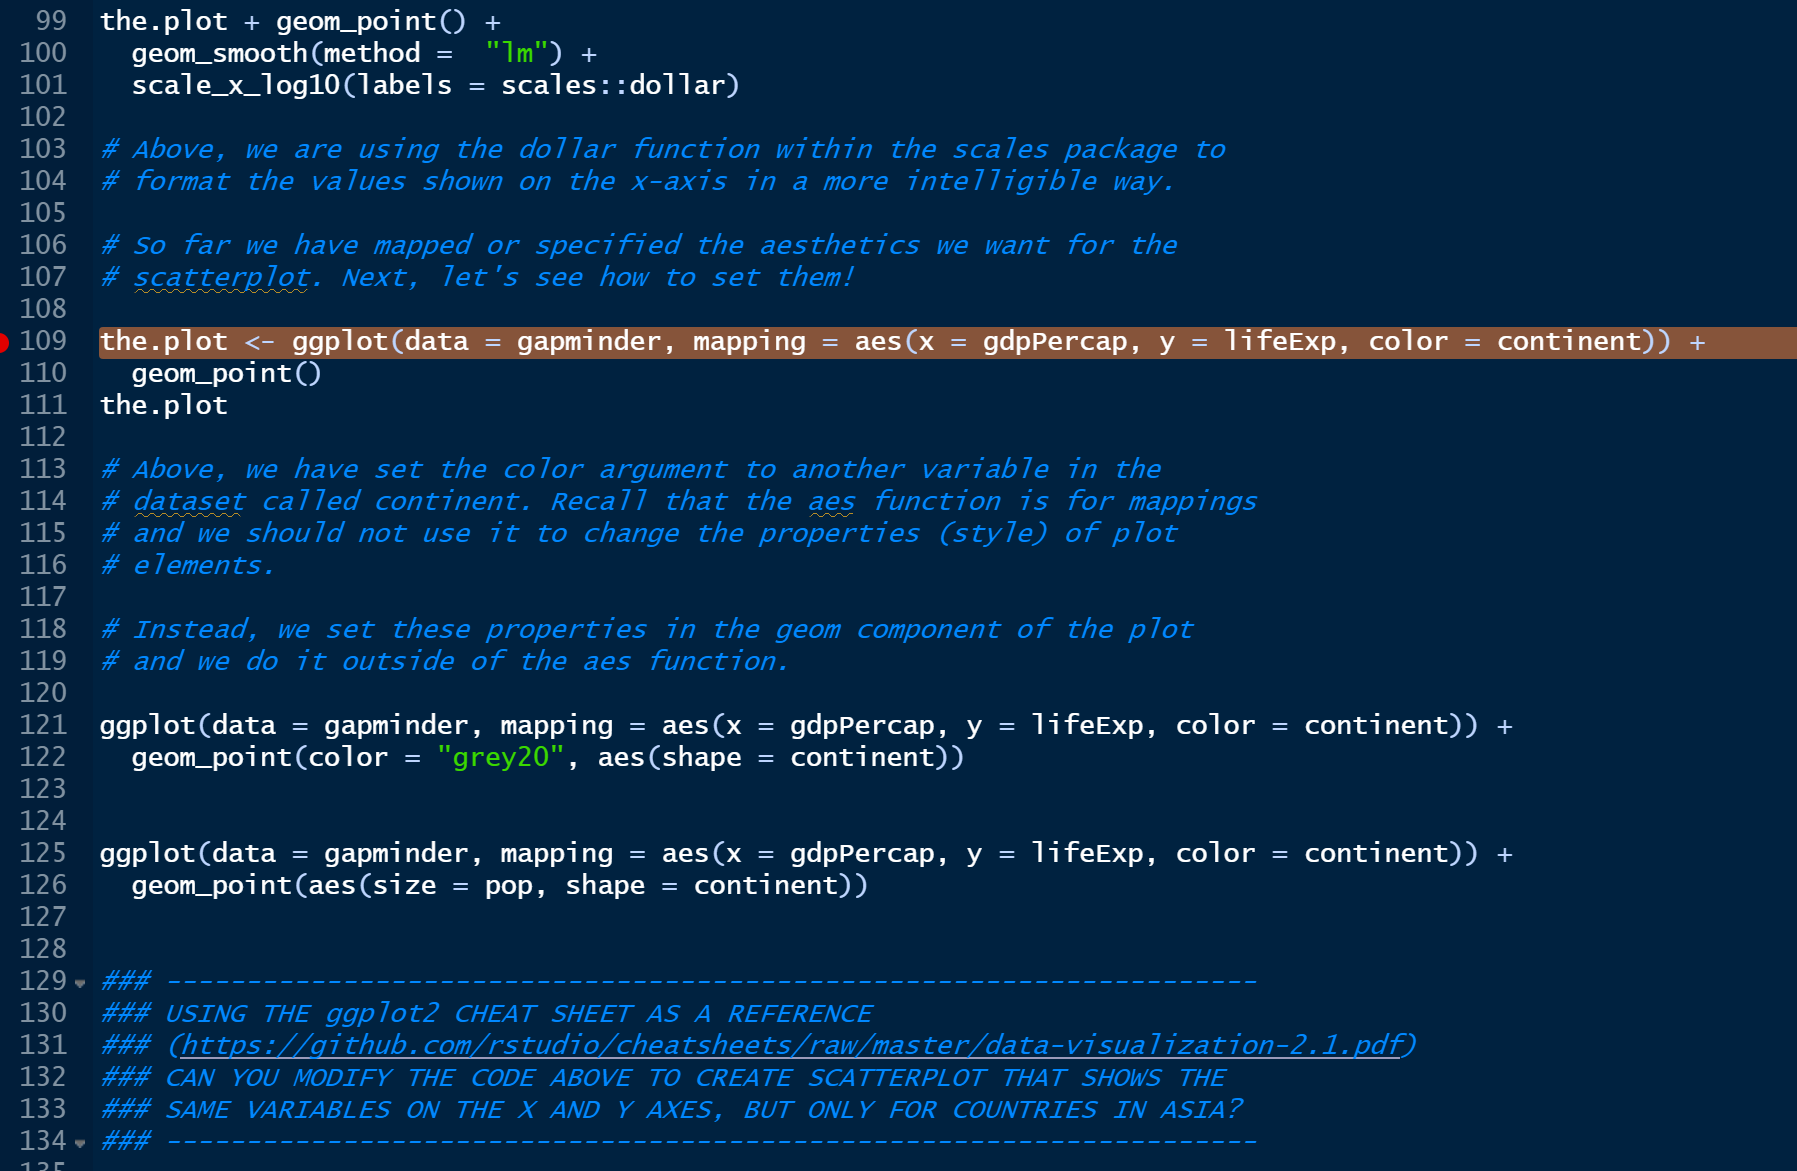 99 the.plot + geom_point() +
100   geom_smooth(method =  "lm") +
101   scale_x_log10(labels = scales::dollar)
102
103 # Above, we are using the dollar function within the scales package to
104 # format the values shown on the x-axis in a more intelligible way.
105
106 # So far we have mapped or specified the aesthetics we want for the
107 # scatterplot. Next, let's see how to set them!
108
109 the.plot <- ggplot(data = gapminder, mapping = aes(x = gdpPercap, y = lifeExp, color = continent)) +
110   geom_point()
111 the.plot
112
113 # Above, we have set the color argument to another variable in the
114 # dataset called continent. Recall that the aes function is for mappings
115 # and we should not use it to change the properties (style) of plot
116 # elements.
117
118 # Instead, we set these properties in the geom component of the plot
119 # and we do it outside of the aes function.
120
121 ggplot(data = gapminder, mapping = aes(x = gdpPercap, y = lifeExp, color = continent)) +
122   geom_point(color = "grey20", aes(shape = continent))
123
124
125 ggplot(data = gapminder, mapping = aes(x = gdpPercap, y = lifeExp, color = continent)) +
126   geom_point(aes(size = pop, shape = continent))
127
128
129 ### --------------------------------------------------------------------
130 ### USING THE ggplot2 CHEAT SHEET AS A REFERENCE
131 ### (https://github.com/rstudio/cheatsheets/raw/master/data-visualization-2.1.pdf)
132 ### CAN YOU MODIFY THE CODE ABOVE TO CREATE SCATTERPLOT THAT SHOWS THE
133 ### SAME VARIABLES ON THE X AND Y AXES, BUT ONLY FOR COUNTRIES IN ASIA?
134 ### --------------------------------------------------------------------
135